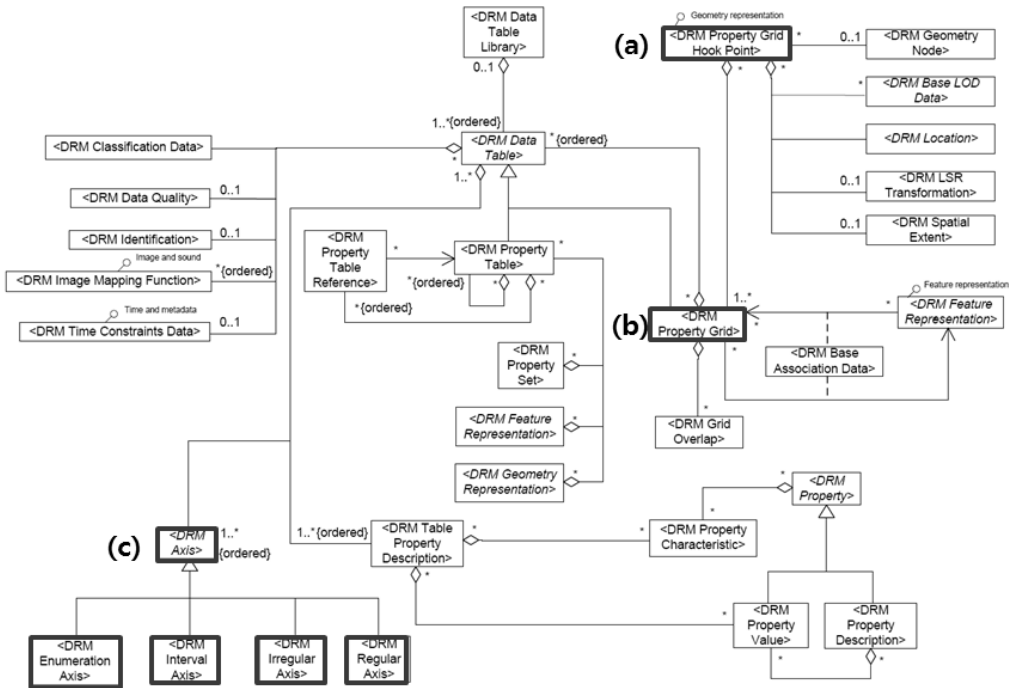 <DRM Data
Table Library>
0..1
1..*{ordered}
(a)
Geometry representation
<DRM Property Grid
Hook Point>
*
0..1
<DRM Geometry
Node>
*
*
*
<DRM Base LOD
Data>
<DRM Location>
0..1
<DRM LSR
Transformation>
0..1
<DRM Spatial
Extent>
<DRM Classification Data>
<DRM Data
Table>
*{ordered}
*
1..*
<DRM Data Quality>
0..1
<DRM Identification>
0..1
Image and sound
<DRM Image Mapping Function>
*{ordered}
Time and metadata
<DRM Time Constraints Data>
0..1
<DRM
Property
Table
Reference>
*
*{ordered}
<DRM Property
Table>
*
*{ordered}
*
*
*{ordered}
(b)
<DRM
Property Grid>
*
1..*
*
*
Feature representation
<DRM Feature
Representation>
*
*
<DRM Base
Association Data>
<DRM
Property
Set>
*
<DRM Feature
Representation>
*
<DRM Geometry
Representation>
*
*
<DRM Grid
Overlap>
(c)
<DRM
Axis>
1..*
{ordered}
1..*{ordered}
<DRM Table
Property
Description>
*
*
*
<DRM Property
Characteristic>
*
*
<DRM
Property>
<DRM
Enumeration
Axis>
<DRM
Interval
Axis>
<DRM
Irregular
Axis>
<DRM
Regular
Axis>
*
<DRM
Property
Value>
*
<DRM
Property
Description>
*